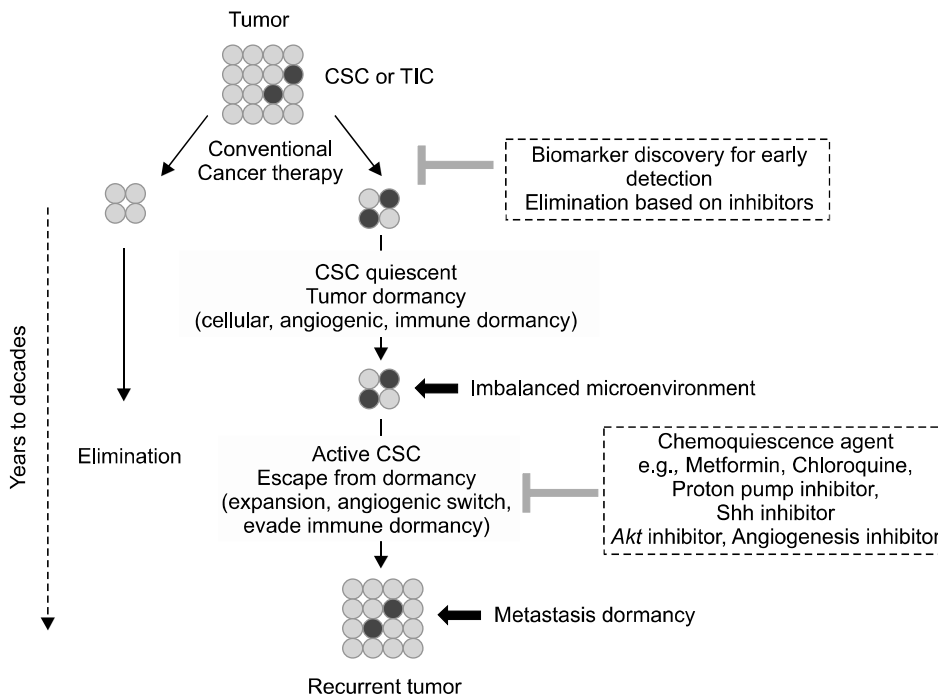 Tumor
CSC or TIC
Conventional
Cancer therapy
Biomarker discovery for early
detection
Elimination based on inhibitors
CSC quiescent
Tumor dormancy
(cellular, angiogenic, immune dormancy)
Years to decades
Imbalanced microenvironment
Elimination
Active CSC
Escape from dormancy
(expansion, angiogenic switch,
evade immune dormancy)
Chemoquiescence agent
e.g., Metformin, Chloroquine,
Proton pump inhibitor,
Shh inhibitor
Akt inhibitor, Angiogenesis inhibitor
Metastasis dormancy
Recurrent tumor